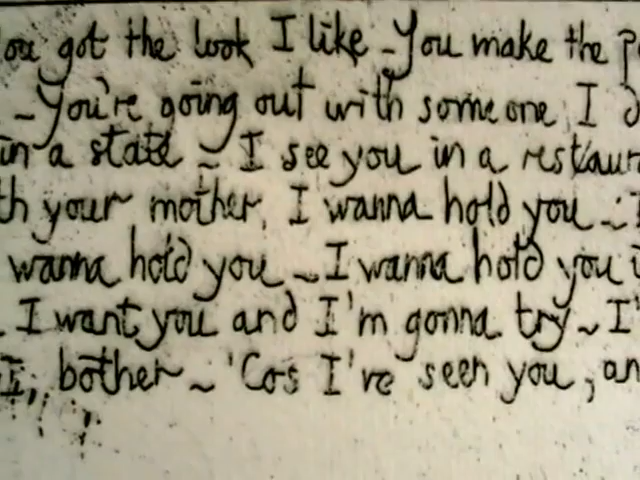 You got the look I like ~ You make the
~ You're going out with someone I
in a state ~ I see you in a restaur
th your mother, I wanna hold you ~
wanna hold you ~ I wanna hold you i
I want you and I'm gonna try ~ I'
I, bother ~ 'Cos I've seen you, an